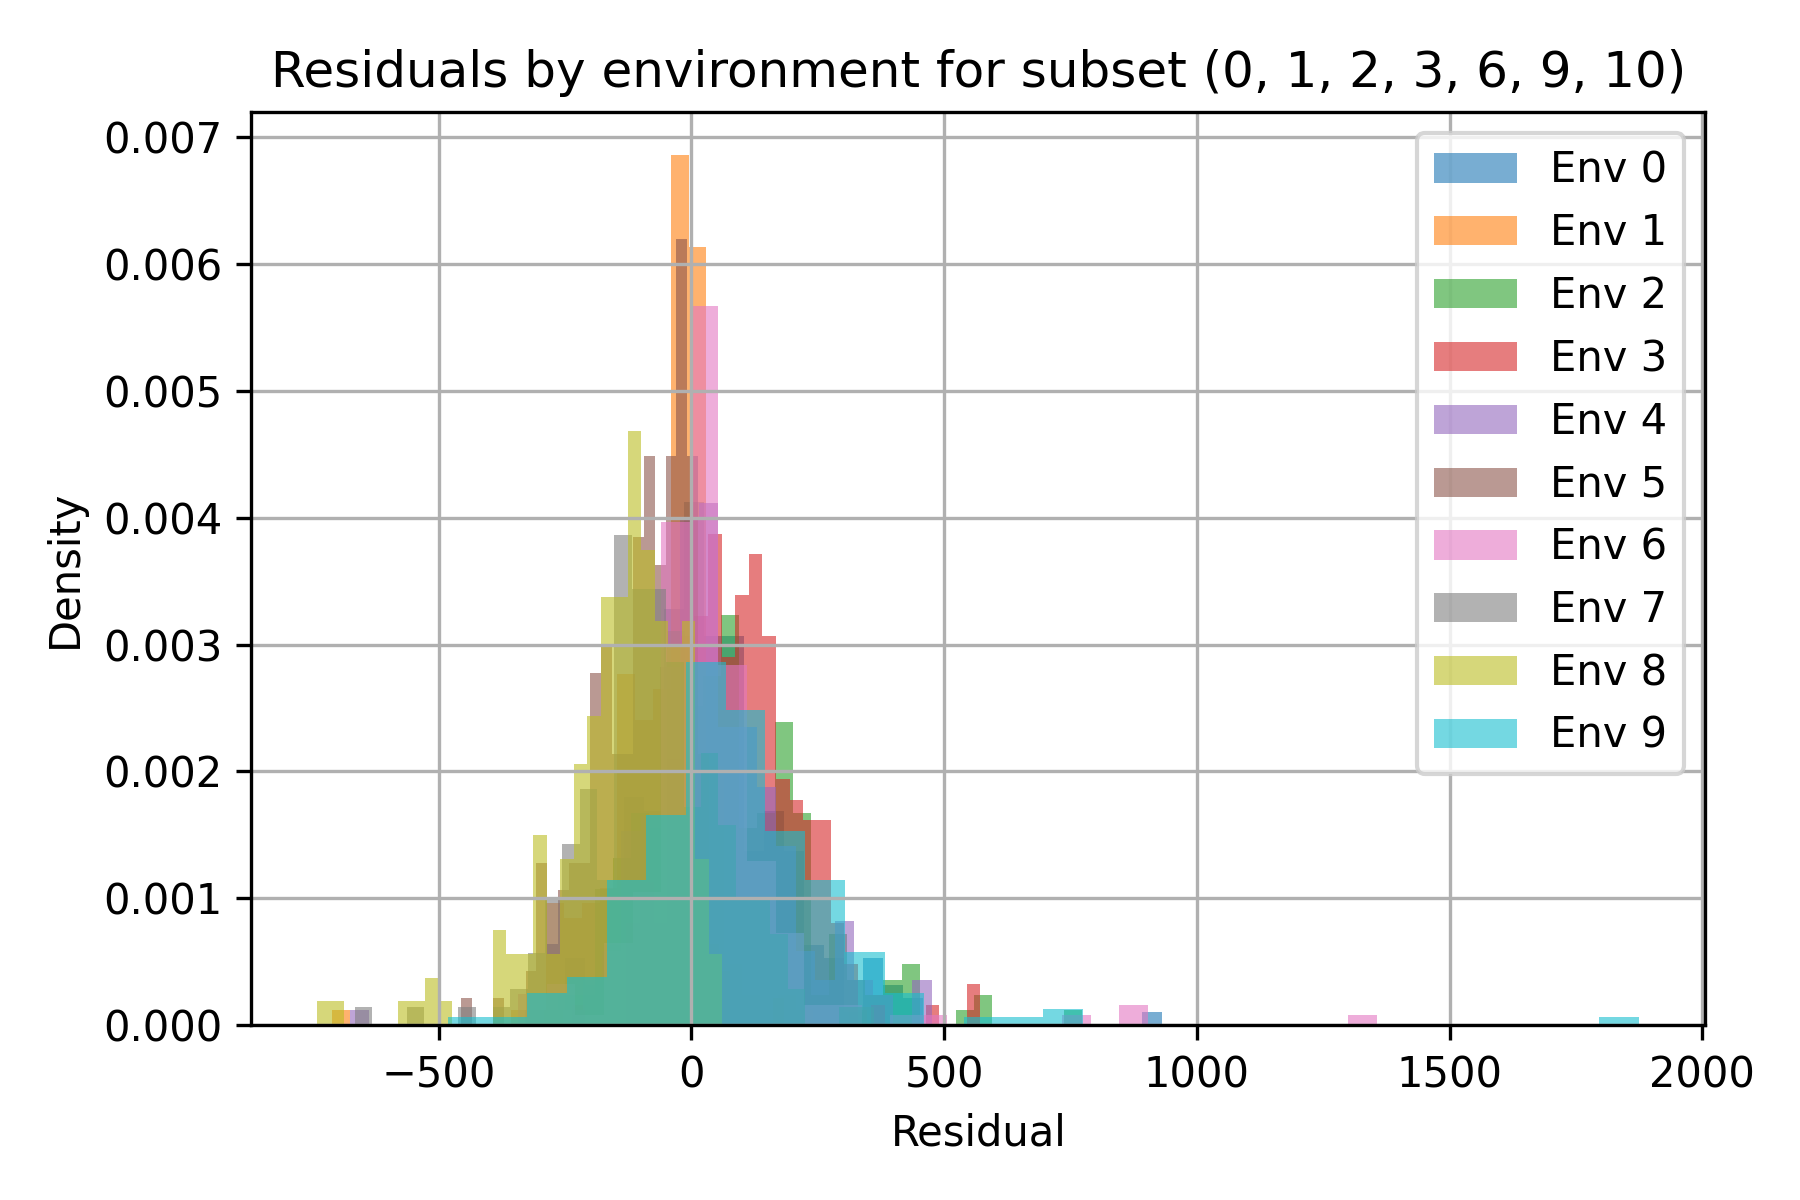 Residuals by environment for subset (0, 1, 2, 3, 6, 9, 10)
0.007
0.006
0.005
0.004
0.003
0.002
0.001
0.000
Density
−500
0
500
1000
1500
2000
Residual
Env 0
Env 1
Env 2
Env 3
Env 4
Env 5
Env 6
Env 7
Env 8
Env 9